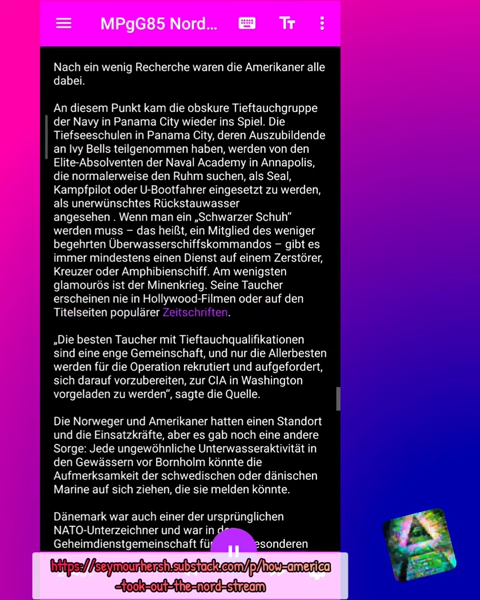 MPgG85 Nord...
Nach ein wenig Recherche waren die Amerikaner alle
dabei.
An diesem Punkt kam die obskure Tieftauchgruppe
der Navy in Panama City wieder ins Spiel. Die
Tiefseeschulen in Panama City, deren Auszubildende
an Ivy Bells teilgenommen haben, werden von den
Elite-Absolventen der Naval Academy in Annapolis,
die normalerweise den Ruhm suchen, als Seal,
Kampfpilot oder U-Bootfahrer eingesetzt zu werden,
als unerwünschtes Rückstauwasser
angesehen . Wenn man ein „Schwarzer Schuh“
werden muss – das heißt, ein Mitglied des weniger
begehrten Überwasserschiffskommandos – gibt es
immer mindestens einen Dienst auf einem Zerstörer,
Kreuzer oder Amphibienschiff. Am wenigsten
glamourös ist der Minenkrieg. Seine Taucher
erscheinen nie in Hollywood-Filmen oder auf den
Titelseiten populärer Zeitschriften.
„Die besten Taucher mit Tieftauchqualifikationen
sind eine enge Gemeinschaft, und nur die Allerbesten
werden für die Operation rekrutiert und aufgefordert,
sich darauf vorzubereiten, zur CIA in Washington
vorgeladen zu werden“, sagte die Quelle.
Die Norweger und Amerikaner hatten einen Standort
und die Einsatzkräfte, aber es gab noch eine andere
Sorge: Jede ungewöhnliche Unterwasseraktivität in
den Gewässern vor Bornholm könnte die
Aufmerksamkeit der schwedischen oder dänischen
Marine auf sich ziehen, die sie melden könnte.
Dänemark war auch einer der ursprünglichen
NATO-Unterzeichner und war in der
Geheimdienstgemeinschaft für
https://seymourhersh.substack.com/p/how-america
-took-out-the-nord-stream